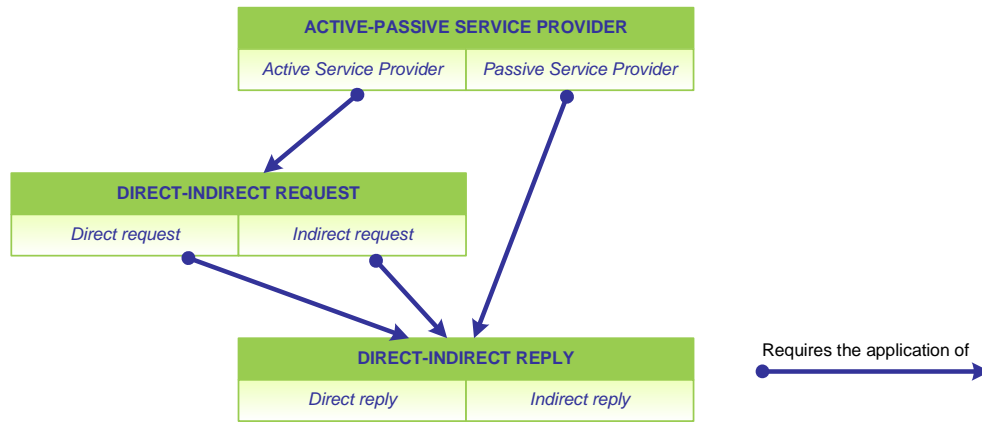 ACTIVE-PASSIVE SERVICE PROVIDER
Active Service Provider Passive Service Provider
DIRECT-INDIRECT REQUEST
Direct request Indirect request
DIRECT-INDIRECT REPLY
Direct reply Indirect reply
Requires the application of